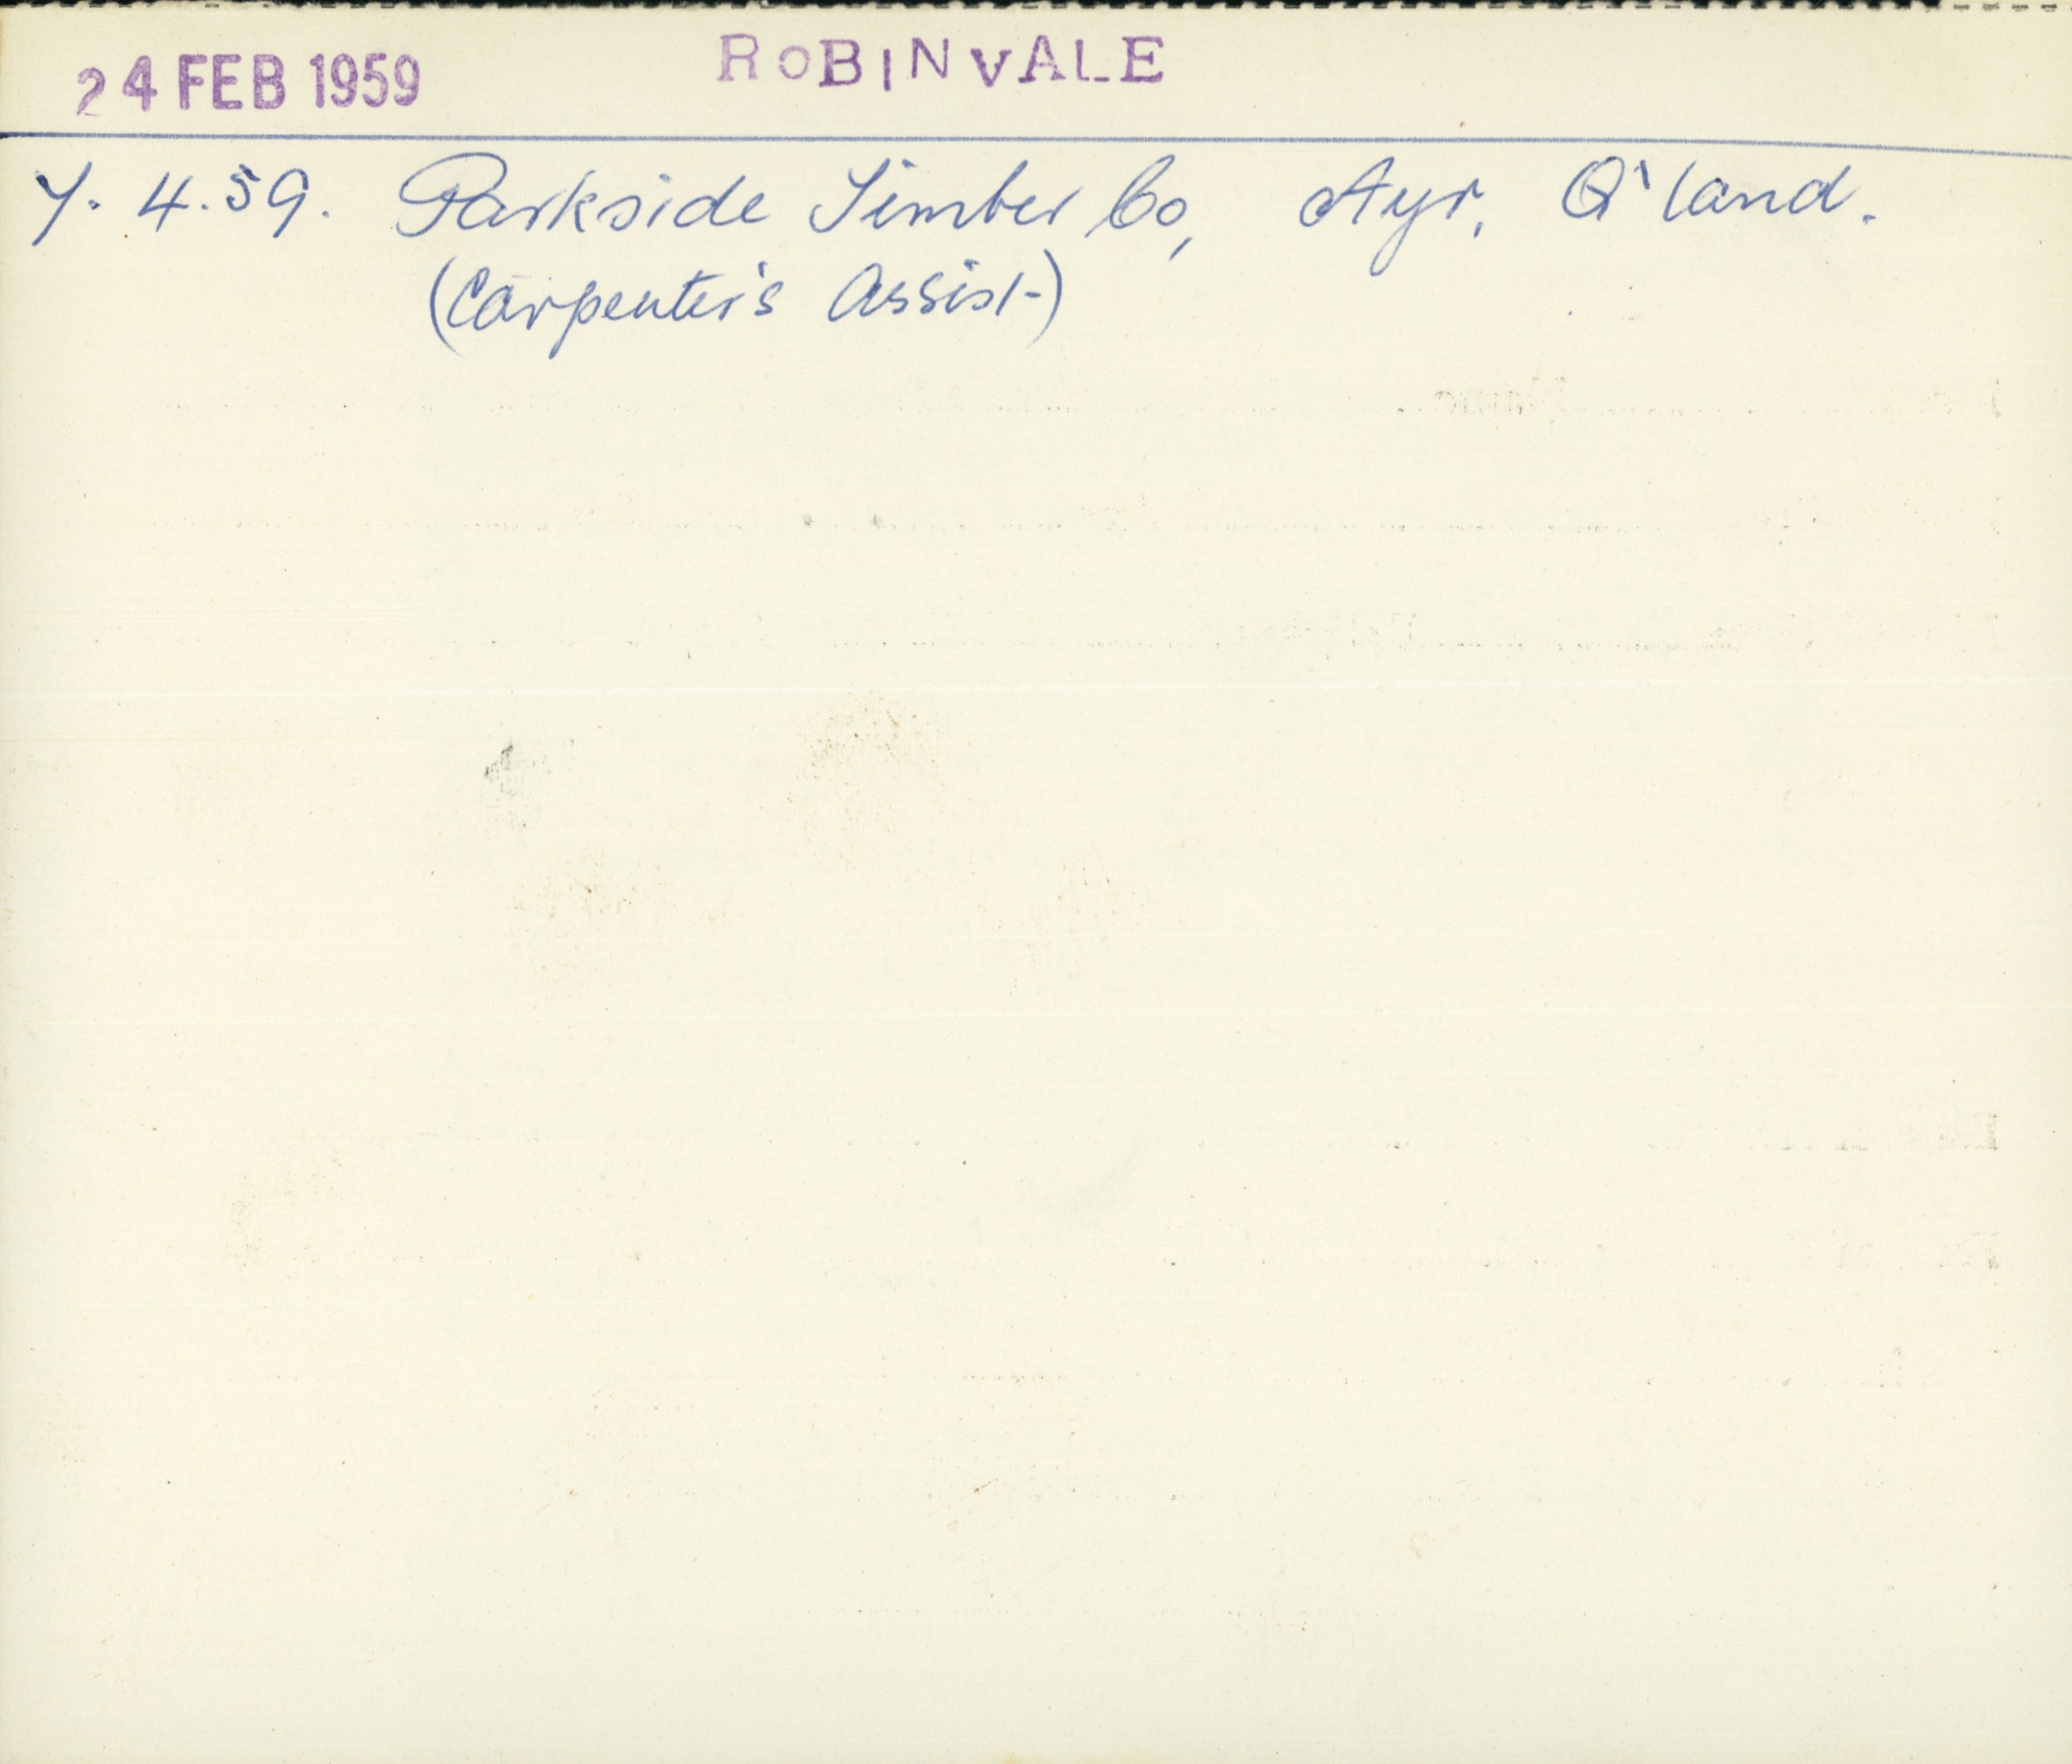 24 FEB 1959 ROBINVALE
7. 4.59. Parkside Timber Co, Ayr, Q'land.
(Carpenter's Assist)